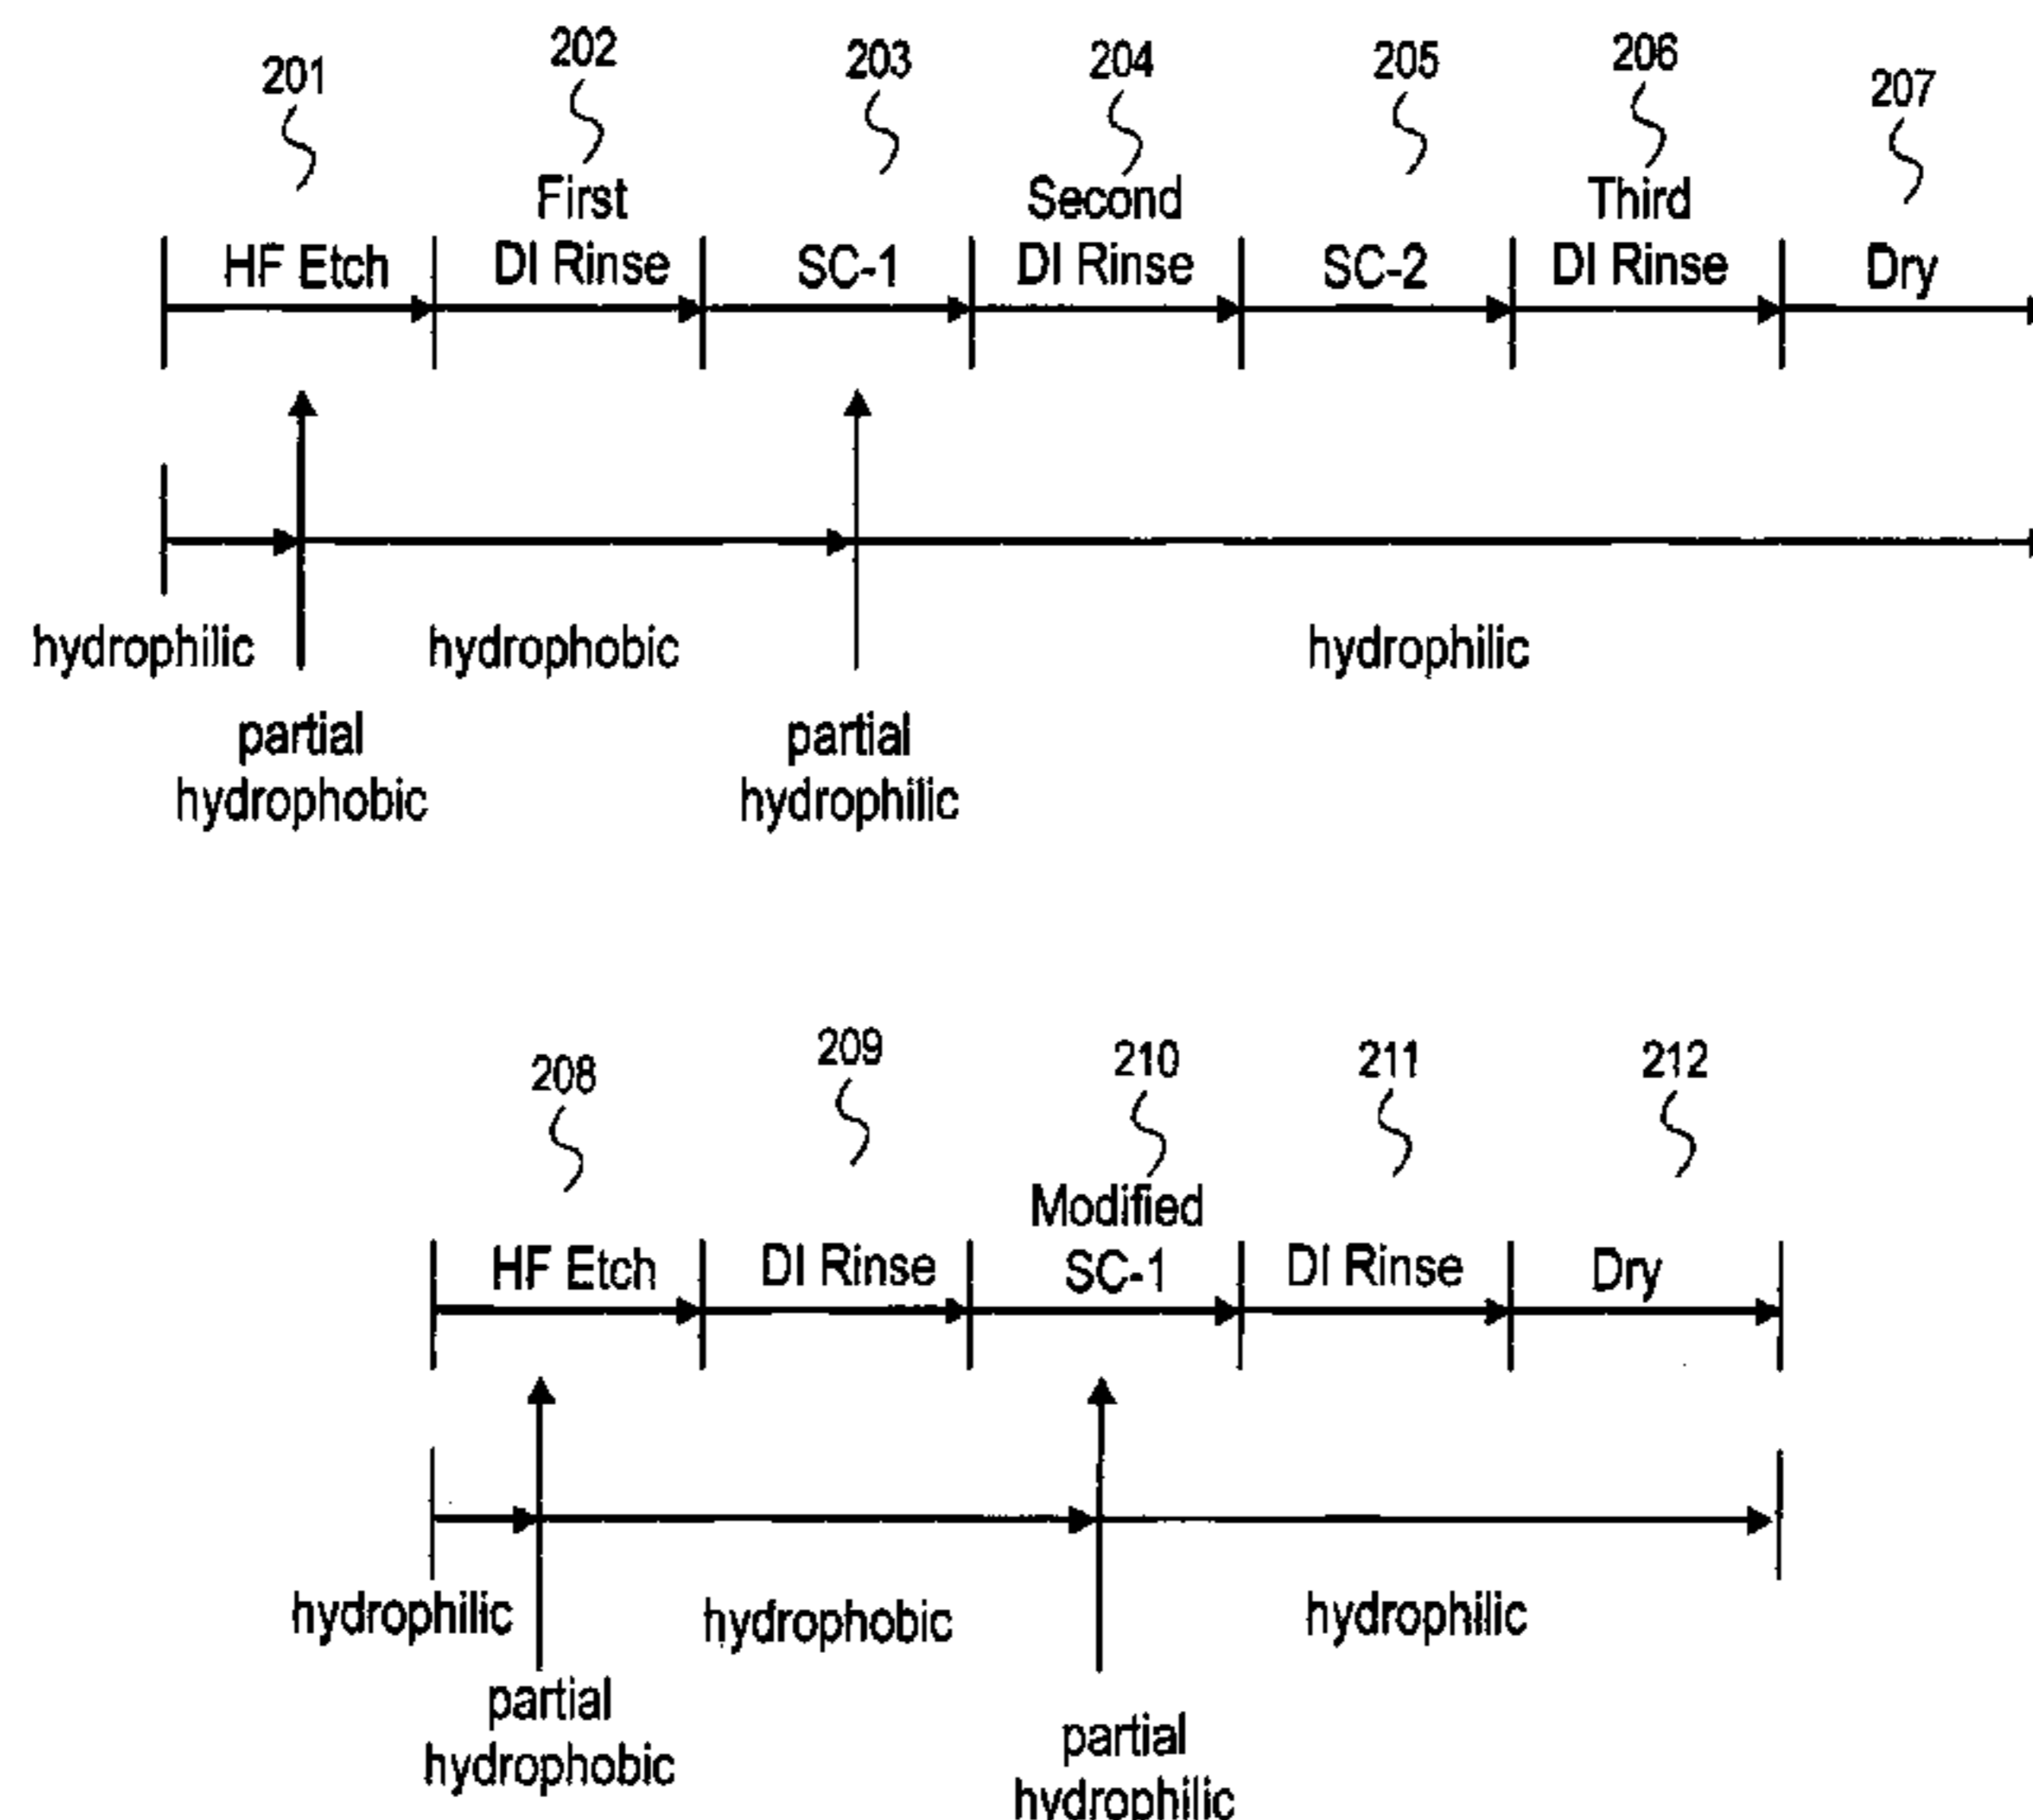 201
202
203
204
205
206
207
HF Etch
First
DI Rinse
SC-1
Second
DI Rinse
SC-2
Third
DI Rinse
Dry
hydrophilic
hydrophobic
hydrophilic
partial
hydrophobic
partial
hydrophilic
208
209
210
211
212
HF Etch
DI Rinse
Modified
SC-1
DI Rinse
Dry
hydrophilic
hydrophobic
hydrophilic
partial
hydrophobic
partial
hydrophilic